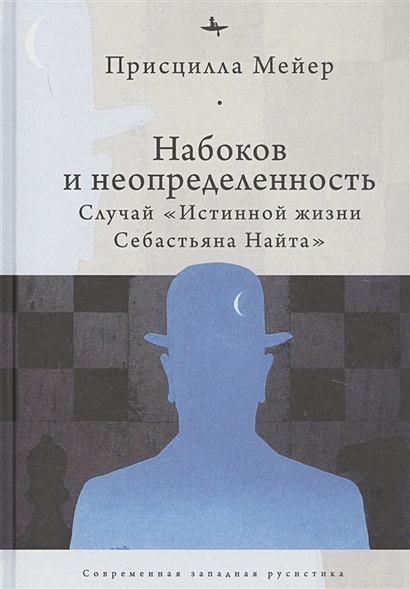 Присцилла Мейер
Набоков
и неопределенность
Случай «Истинной жизни
Себастьяна Найта»
Современная западная русистика